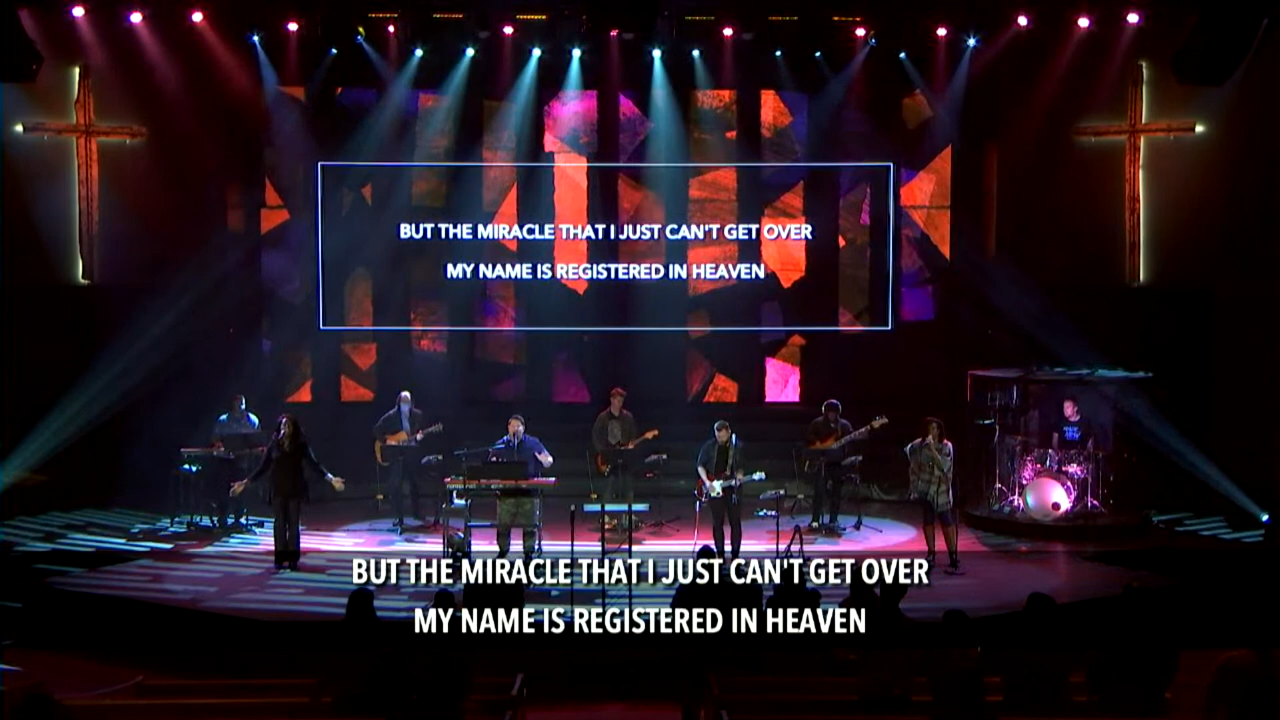 BUT THE MIRACLE THAT I JUST CAN'T GET OVER
MY NAME IS REGISTERED IN HEAVEN
BUT THE MIRACLE THAT I JUST CAN'T GET OVER
MY NAME IS REGISTERED IN HEAVEN